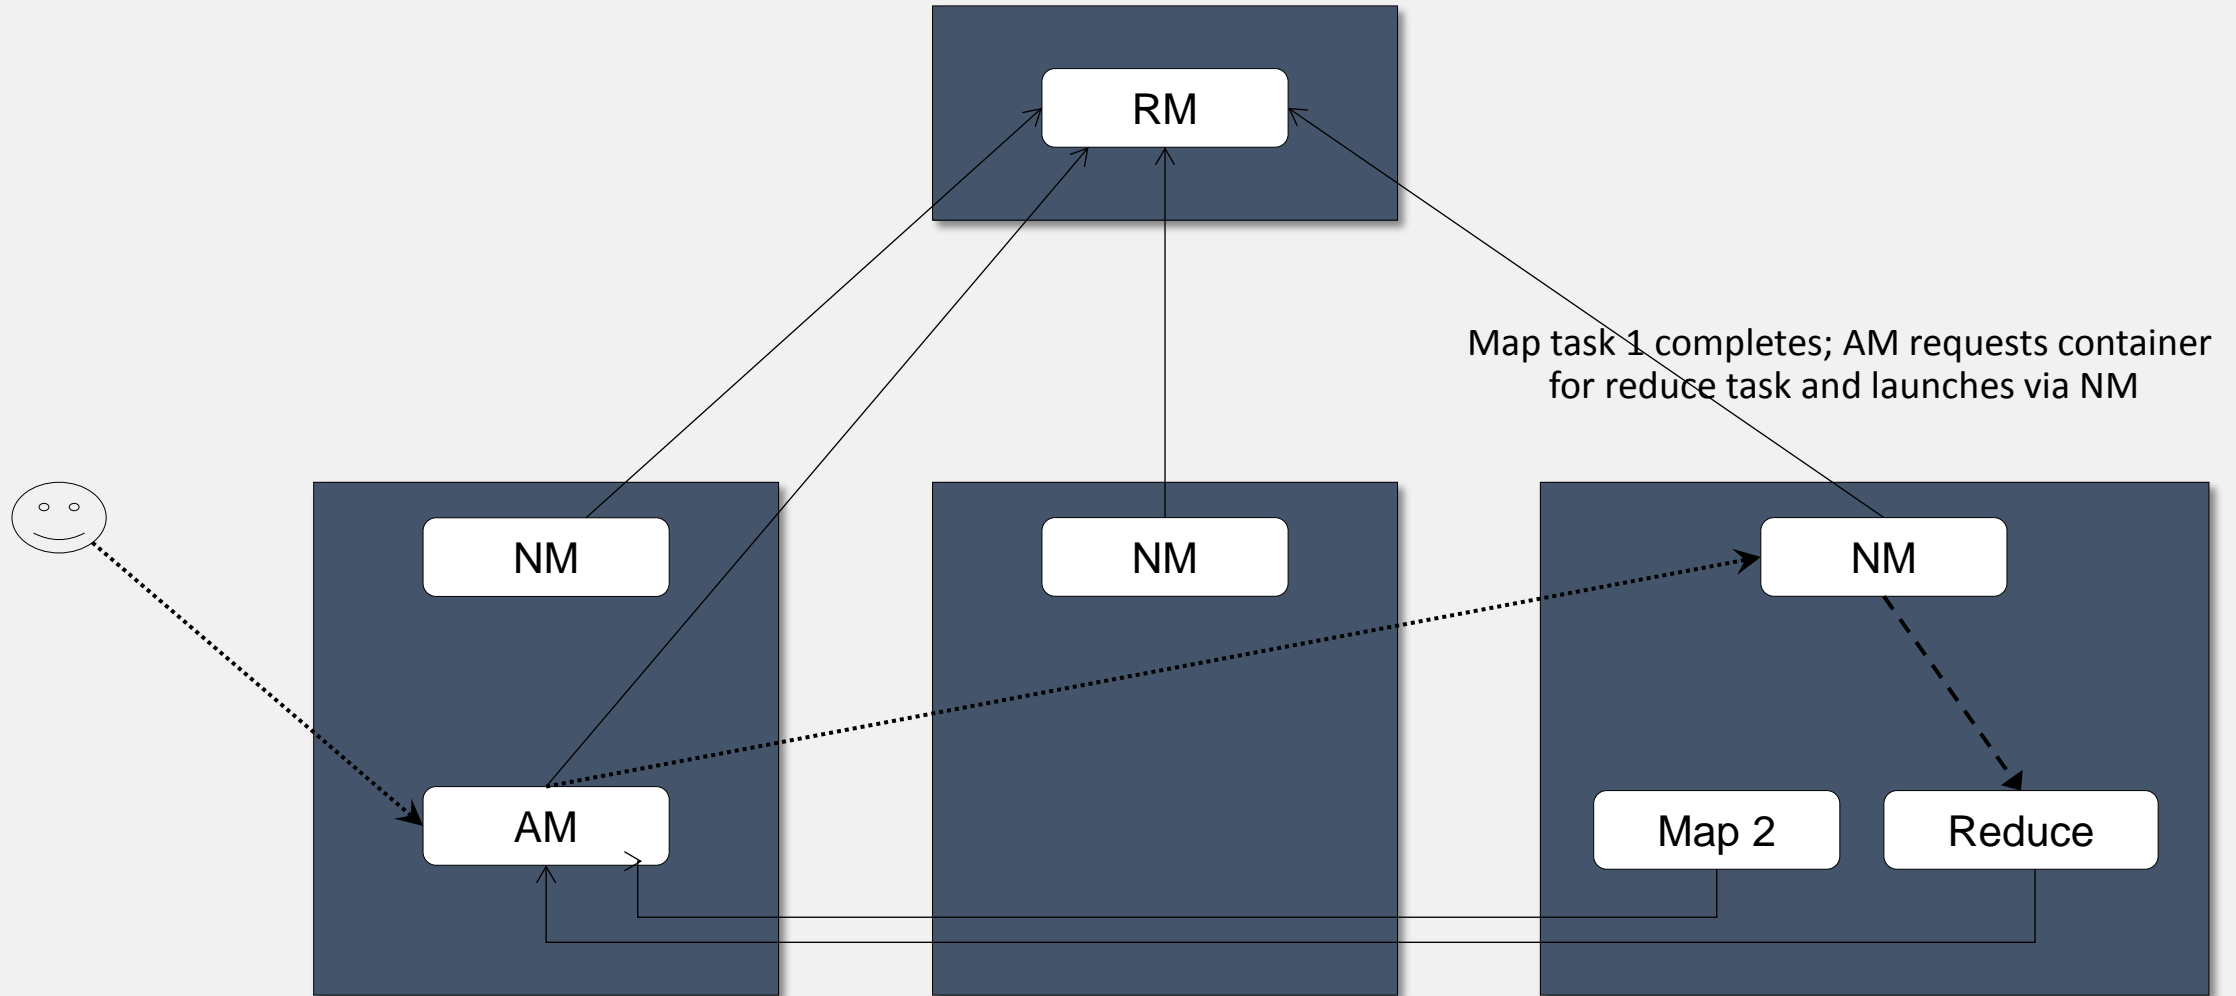 RM
Map task 1 completes; AM requests container
for reduce task and launches via NM
NM
NM
NM
AM
Map 2
Reduce